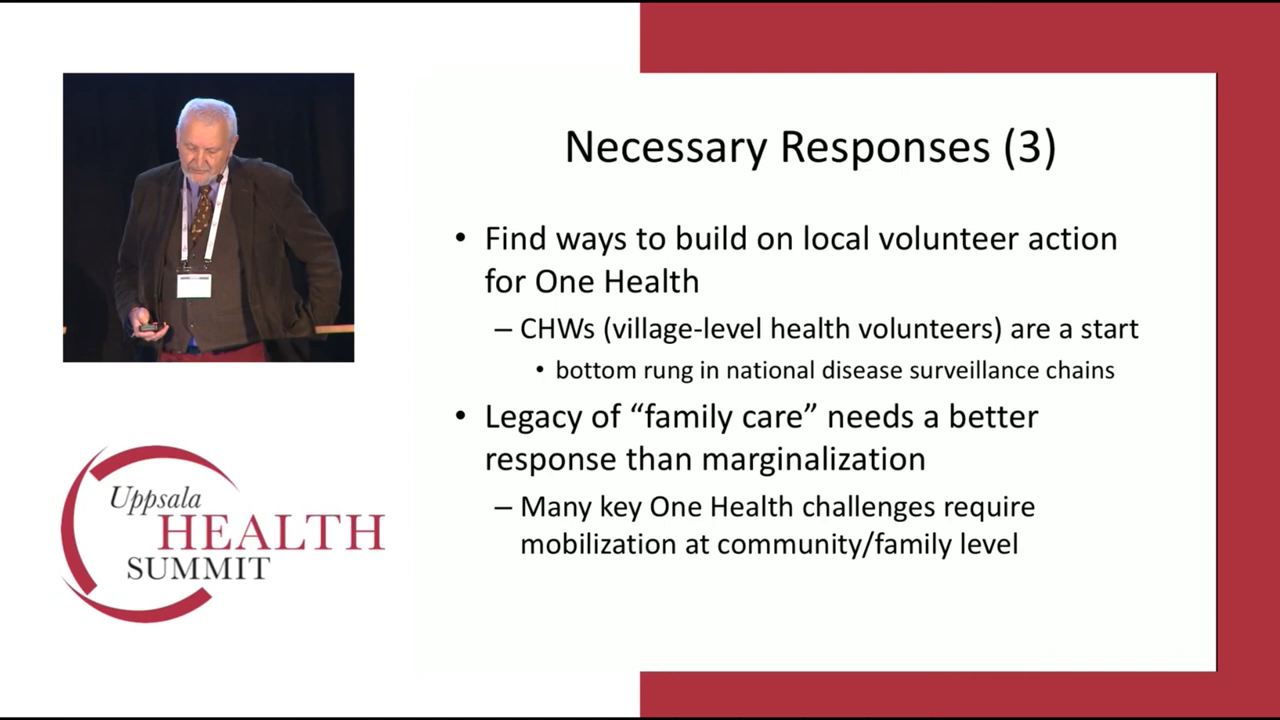 Necessary Responses (3)
• Find ways to build on local volunteer action
for One Health
– CHWs (village-level health volunteers) are a start
• bottom rung in national disease surveillance chains
• Legacy of “family care” needs a better
response than marginalization
– Many key One Health challenges require
mobilization at community/family level
Uppsala
HEALTH
SUMMIT